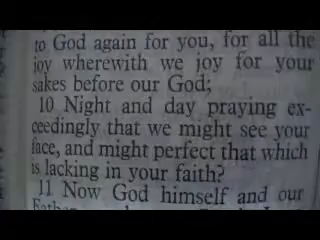 to God again for you, for all the
joy wherewith we joy for your
sakes before our God;
10 Night and day praying ex-
ceedingly that we might see your
face, and might perfect that which
is lacking in your faith?
11 Now God himself and our